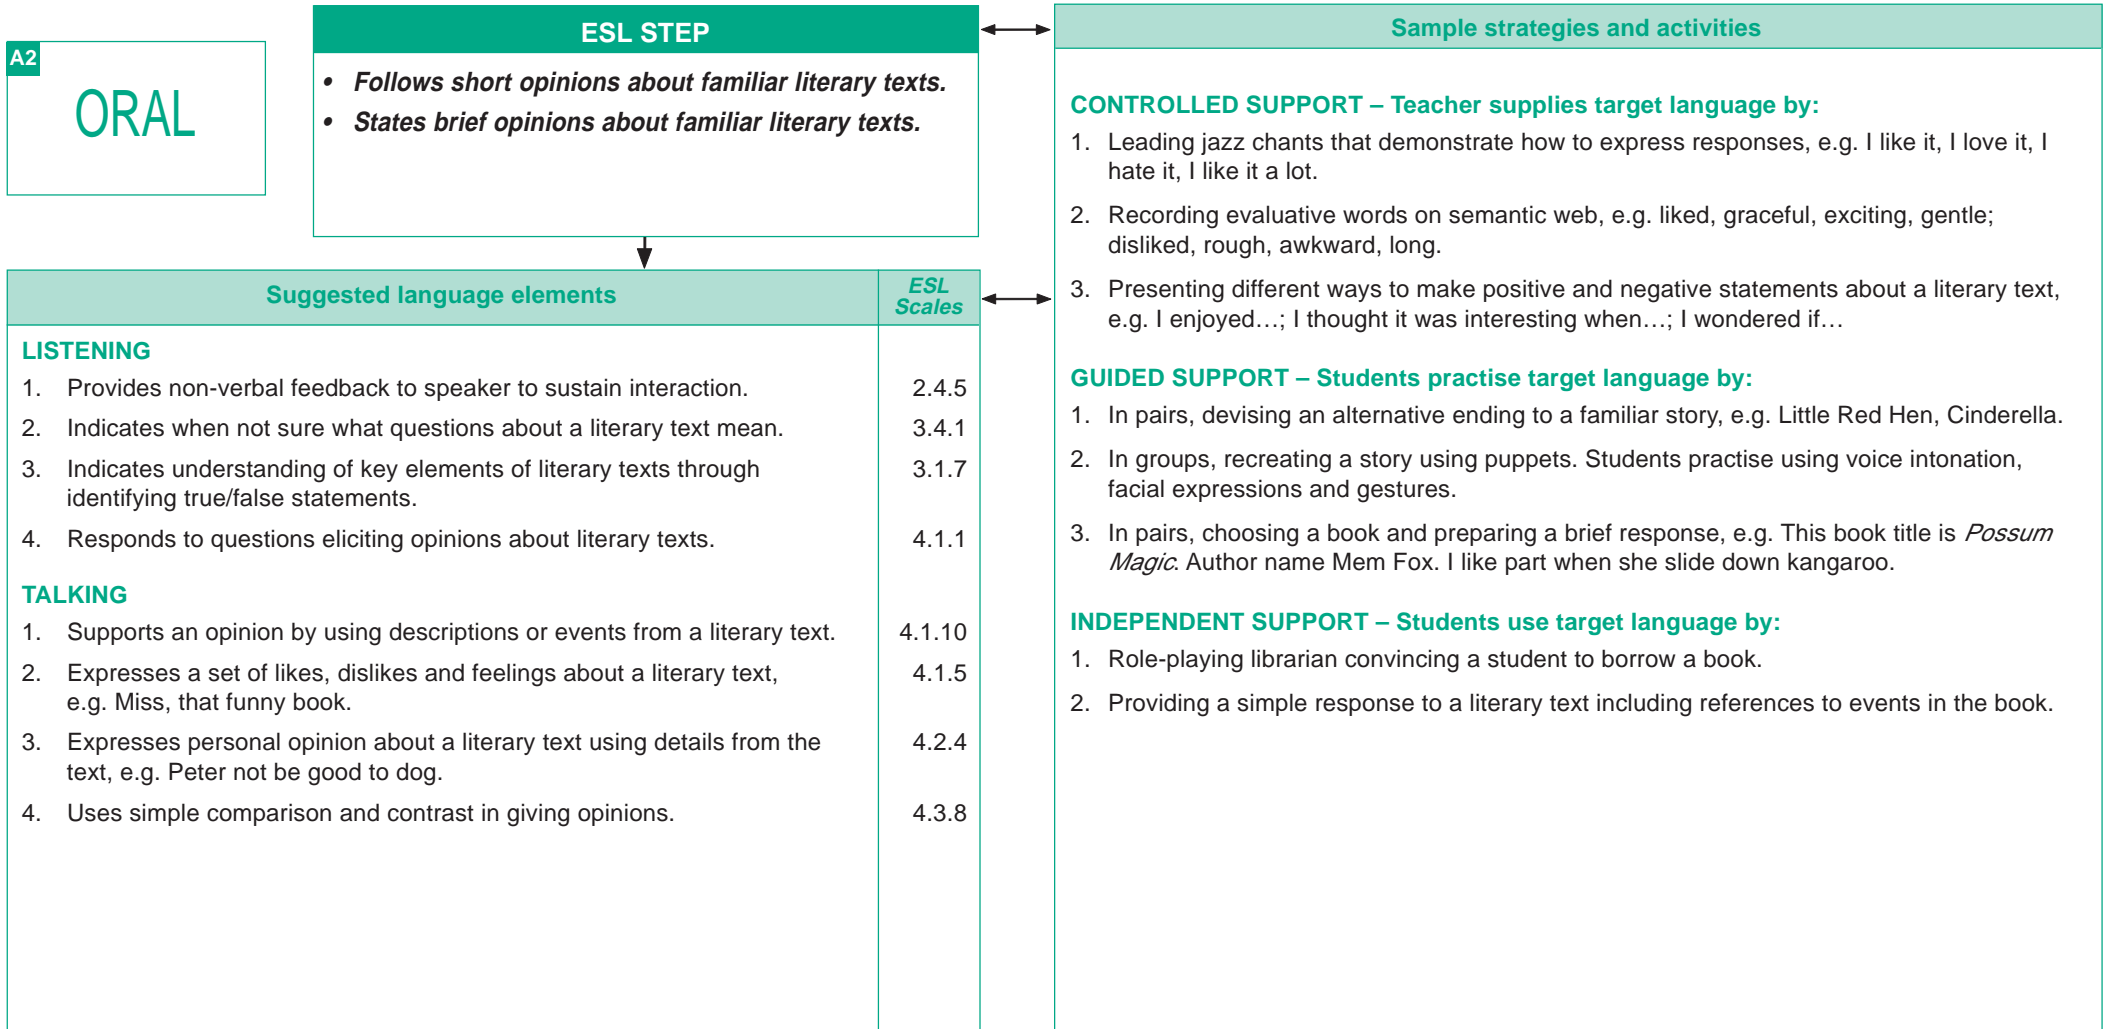 A2
ORAL
ESL STEP
• Follows short opinions about familiar literary texts.
• States brief opinions about familiar literary texts.
Suggested language elements
ESL
Scales
LISTENING
1. Provides non-verbal feedback to speaker to sustain interaction. 2.4.5
2. Indicates when not sure what questions about a literary text mean. 3.4.1
3. Indicates understanding of key elements of literary texts through 3.1.7
identifying true/false statements.
4. Responds to questions eliciting opinions about literary texts. 4.1.1
TALKING
1. Supports an opinion by using descriptions or events from a literary text. 4.1.10
2. Expresses a set of likes, dislikes and feelings about a literary text, 4.1.5
e.g. Miss, that funny book.
3. Expresses personal opinion about a literary text using details from the 4.2.4
text, e.g. Peter not be good to dog.
4. Uses simple comparison and contrast in giving opinions. 4.3.8
Sample strategies and activities
CONTROLLED SUPPORT – Teacher supplies target language by:
1. Leading jazz chants that demonstrate how to express responses, e.g. I like it, I love it, I
hate it, I like it a lot.
2. Recording evaluative words on semantic web, e.g. liked, graceful, exciting, gentle;
disliked, rough, awkward, long.
3. Presenting different ways to make positive and negative statements about a literary text,
e.g. I enjoyed…; I thought it was interesting when…; I wondered if…
GUIDED SUPPORT – Students practise target language by:
1. In pairs, devising an alternative ending to a familiar story, e.g. Little Red Hen, Cinderella.
2. In groups, recreating a story using puppets. Students practise using voice intonation,
facial expressions and gestures.
3. In pairs, choosing a book and preparing a brief response, e.g. This book title is Possum
Magic. Author name Mem Fox. I like part when she slide down kangaroo.
INDEPENDENT SUPPORT – Students use target language by:
1. Role-playing librarian convincing a student to borrow a book.
2. Providing a simple response to a literary text including references to events in the book.